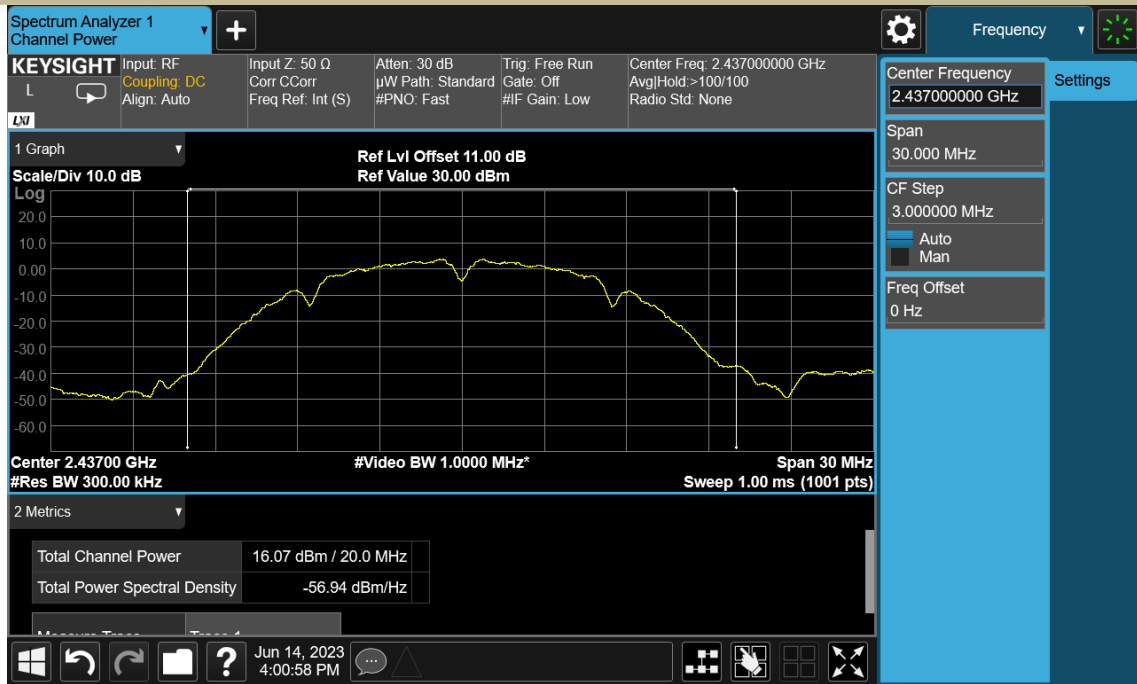 Spectrum Analyzer 1
Channel Power
Frequency
KEYSIGHT
L
LXI
Input: RF
Coupling: DC
Align: Auto
Input Z: 50 Ω
Corr CCorr
Freq Ref: Int (S)
Atten: 30 dB
µW Path: Standard
#PNO: Fast
Trig: Free Run
Gate: Off
#IF Gain: Low
Center Freq: 2.437000000 GHz
Avg|Hold:>100/100
Radio Std: None
Center Frequency
2.437000000 GHz
Settings
Span
30.000 MHz
CF Step
3.000000 MHz
Auto
Man
Freq Offset
0 Hz
1 Graph
Scale/Div 10.0 dB
Ref Lvl Offset 11.00 dB
Ref Value 30.00 dBm
Log
20.0
10.0
0.00
-10.0
-20.0
-30.0
-40.0
-50.0
-60.0
Center 2.43700 GHz
#Video BW 1.0000 MHz*
Span 30 MHz
#Res BW 300.00 kHz
Sweep 1.00 ms (1001 pts)
2 Metrics
Total Channel Power 16.07 dBm / 20.0 MHz
Total Power Spectral Density -56.94 dBm/Hz
?
Jun 14, 2023
4:00:58 PM